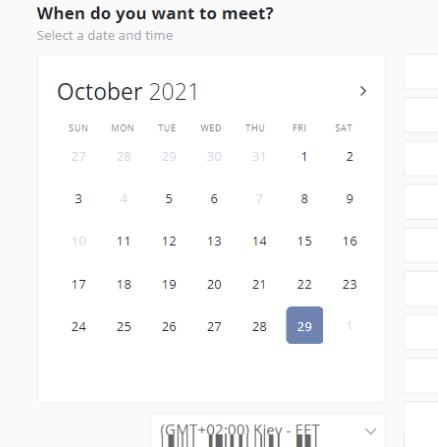 When do you want to meet?
Select a date and time
October 2021 >
SUN MON TUE WED THU FRI SAT
27 28 29 30 31 1 2
3 4 5 6 7 8 9
10 11 12 13 14 15 16
17 18 19 20 21 22 23
24 25 26 27 28 29 1
(GMT+02:00) Kiev - EET